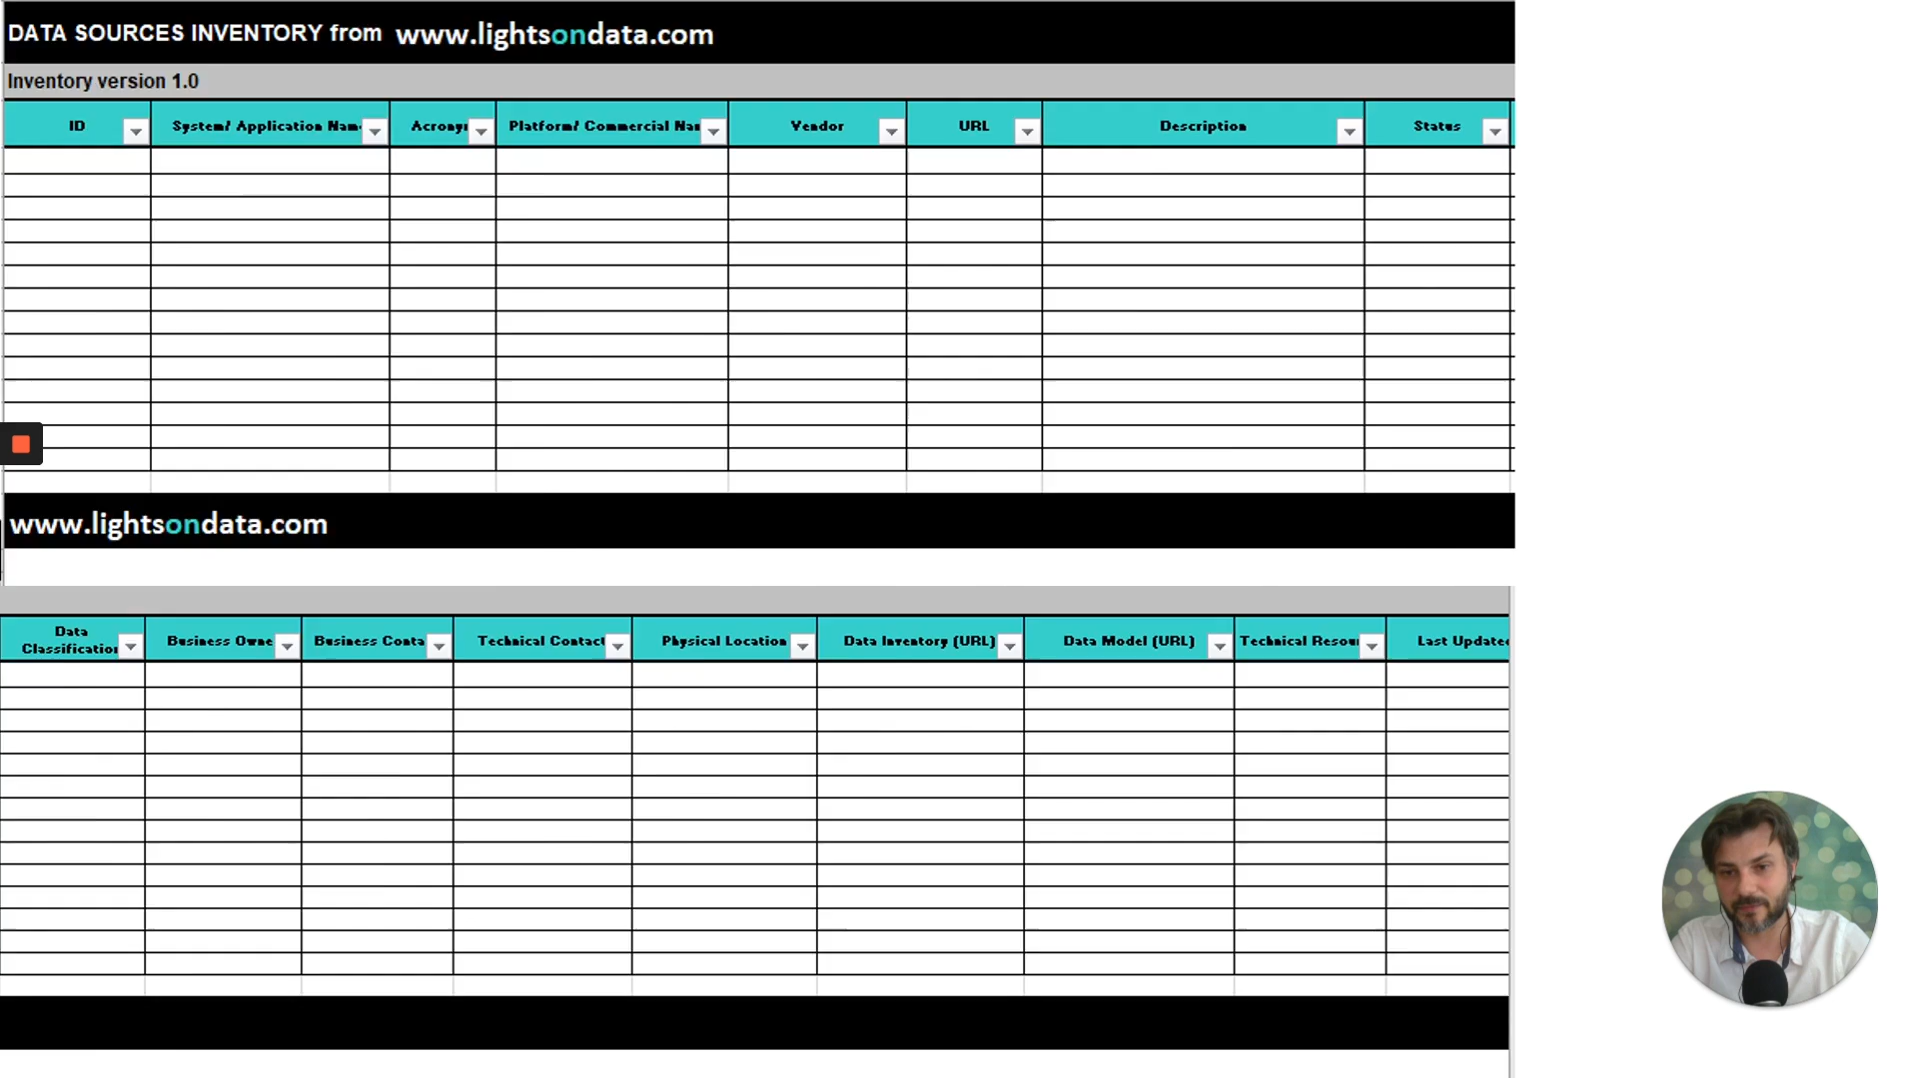 DATA SOURCES INVENTORY from www.lightsondata.com
Inventory version 1.0
ID System/ Application Nam Acrony Platform/ Commercial Na Vendor URL Description Status
www.lightsondata.com
Data Classification Business Owne Business Conta Technical Contact Physical Location Data Inventory (URL) Data Model (URL) Technical Resou Last Update